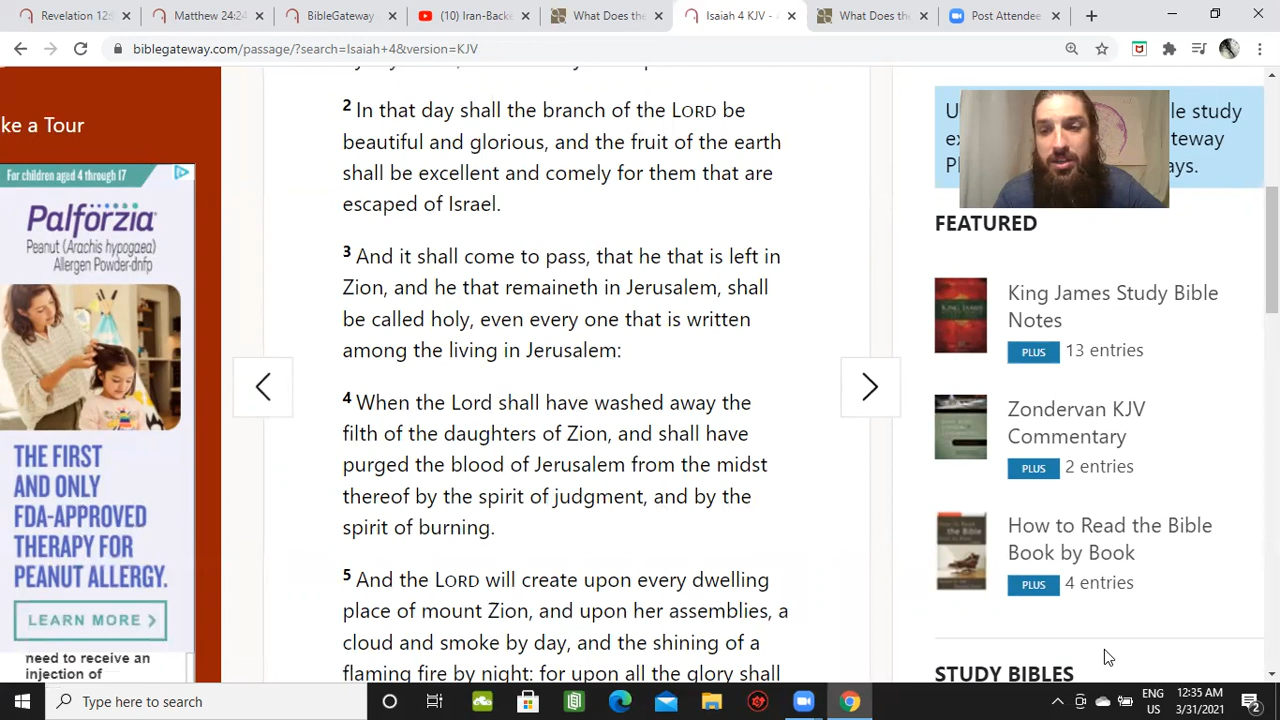 Revelation 12:
Matthew 24:24
BibleGateway
(10) Iran-Backe
What Does the
Isaiah 4 KJV -
What Does the
Post Attendee
biblegateway.com/passage/?search=Isaiah+4&version=KJV
ke a Tour
For children aged 4 through 17
Palforzia
Peanut (Arachis hypogaea)
Allergen Powder-dnfp
THE FIRST
AND ONLY
FDA-APPROVED
THERAPY FOR
PEANUT ALLERGY.
LEARN MORE
need to receive an
injection of
2 In that day shall the branch of the LORD be
beautiful and glorious, and the fruit of the earth
shall be excellent and comely for them that are
escaped of Israel.
3 And it shall come to pass, that he that is left in
Zion, and he that remaineth in Jerusalem, shall
be called holy, even every one that is written
among the living in Jerusalem:
4 When the Lord shall have washed away the
filth of the daughters of Zion, and shall have
purged the blood of Jerusalem from the midst
thereof by the spirit of judgment, and by the
spirit of burning.
5 And the LORD will create upon every dwelling
place of mount Zion, and upon her assemblies, a
cloud and smoke by day, and the shining of a
flaming fire by night: for upon all the glory shall
U le study
ex teway
Pl ays.
FEATURED
King James Study Bible
Notes
PLUS 13 entries
Zondervan KJV
Commentary
PLUS 2 entries
How to Read the Bible
Book by Book
PLUS 4 entries
STUDY BIBLES
Type here to search
ENG
US
12:35 AM
3/31/2021
2